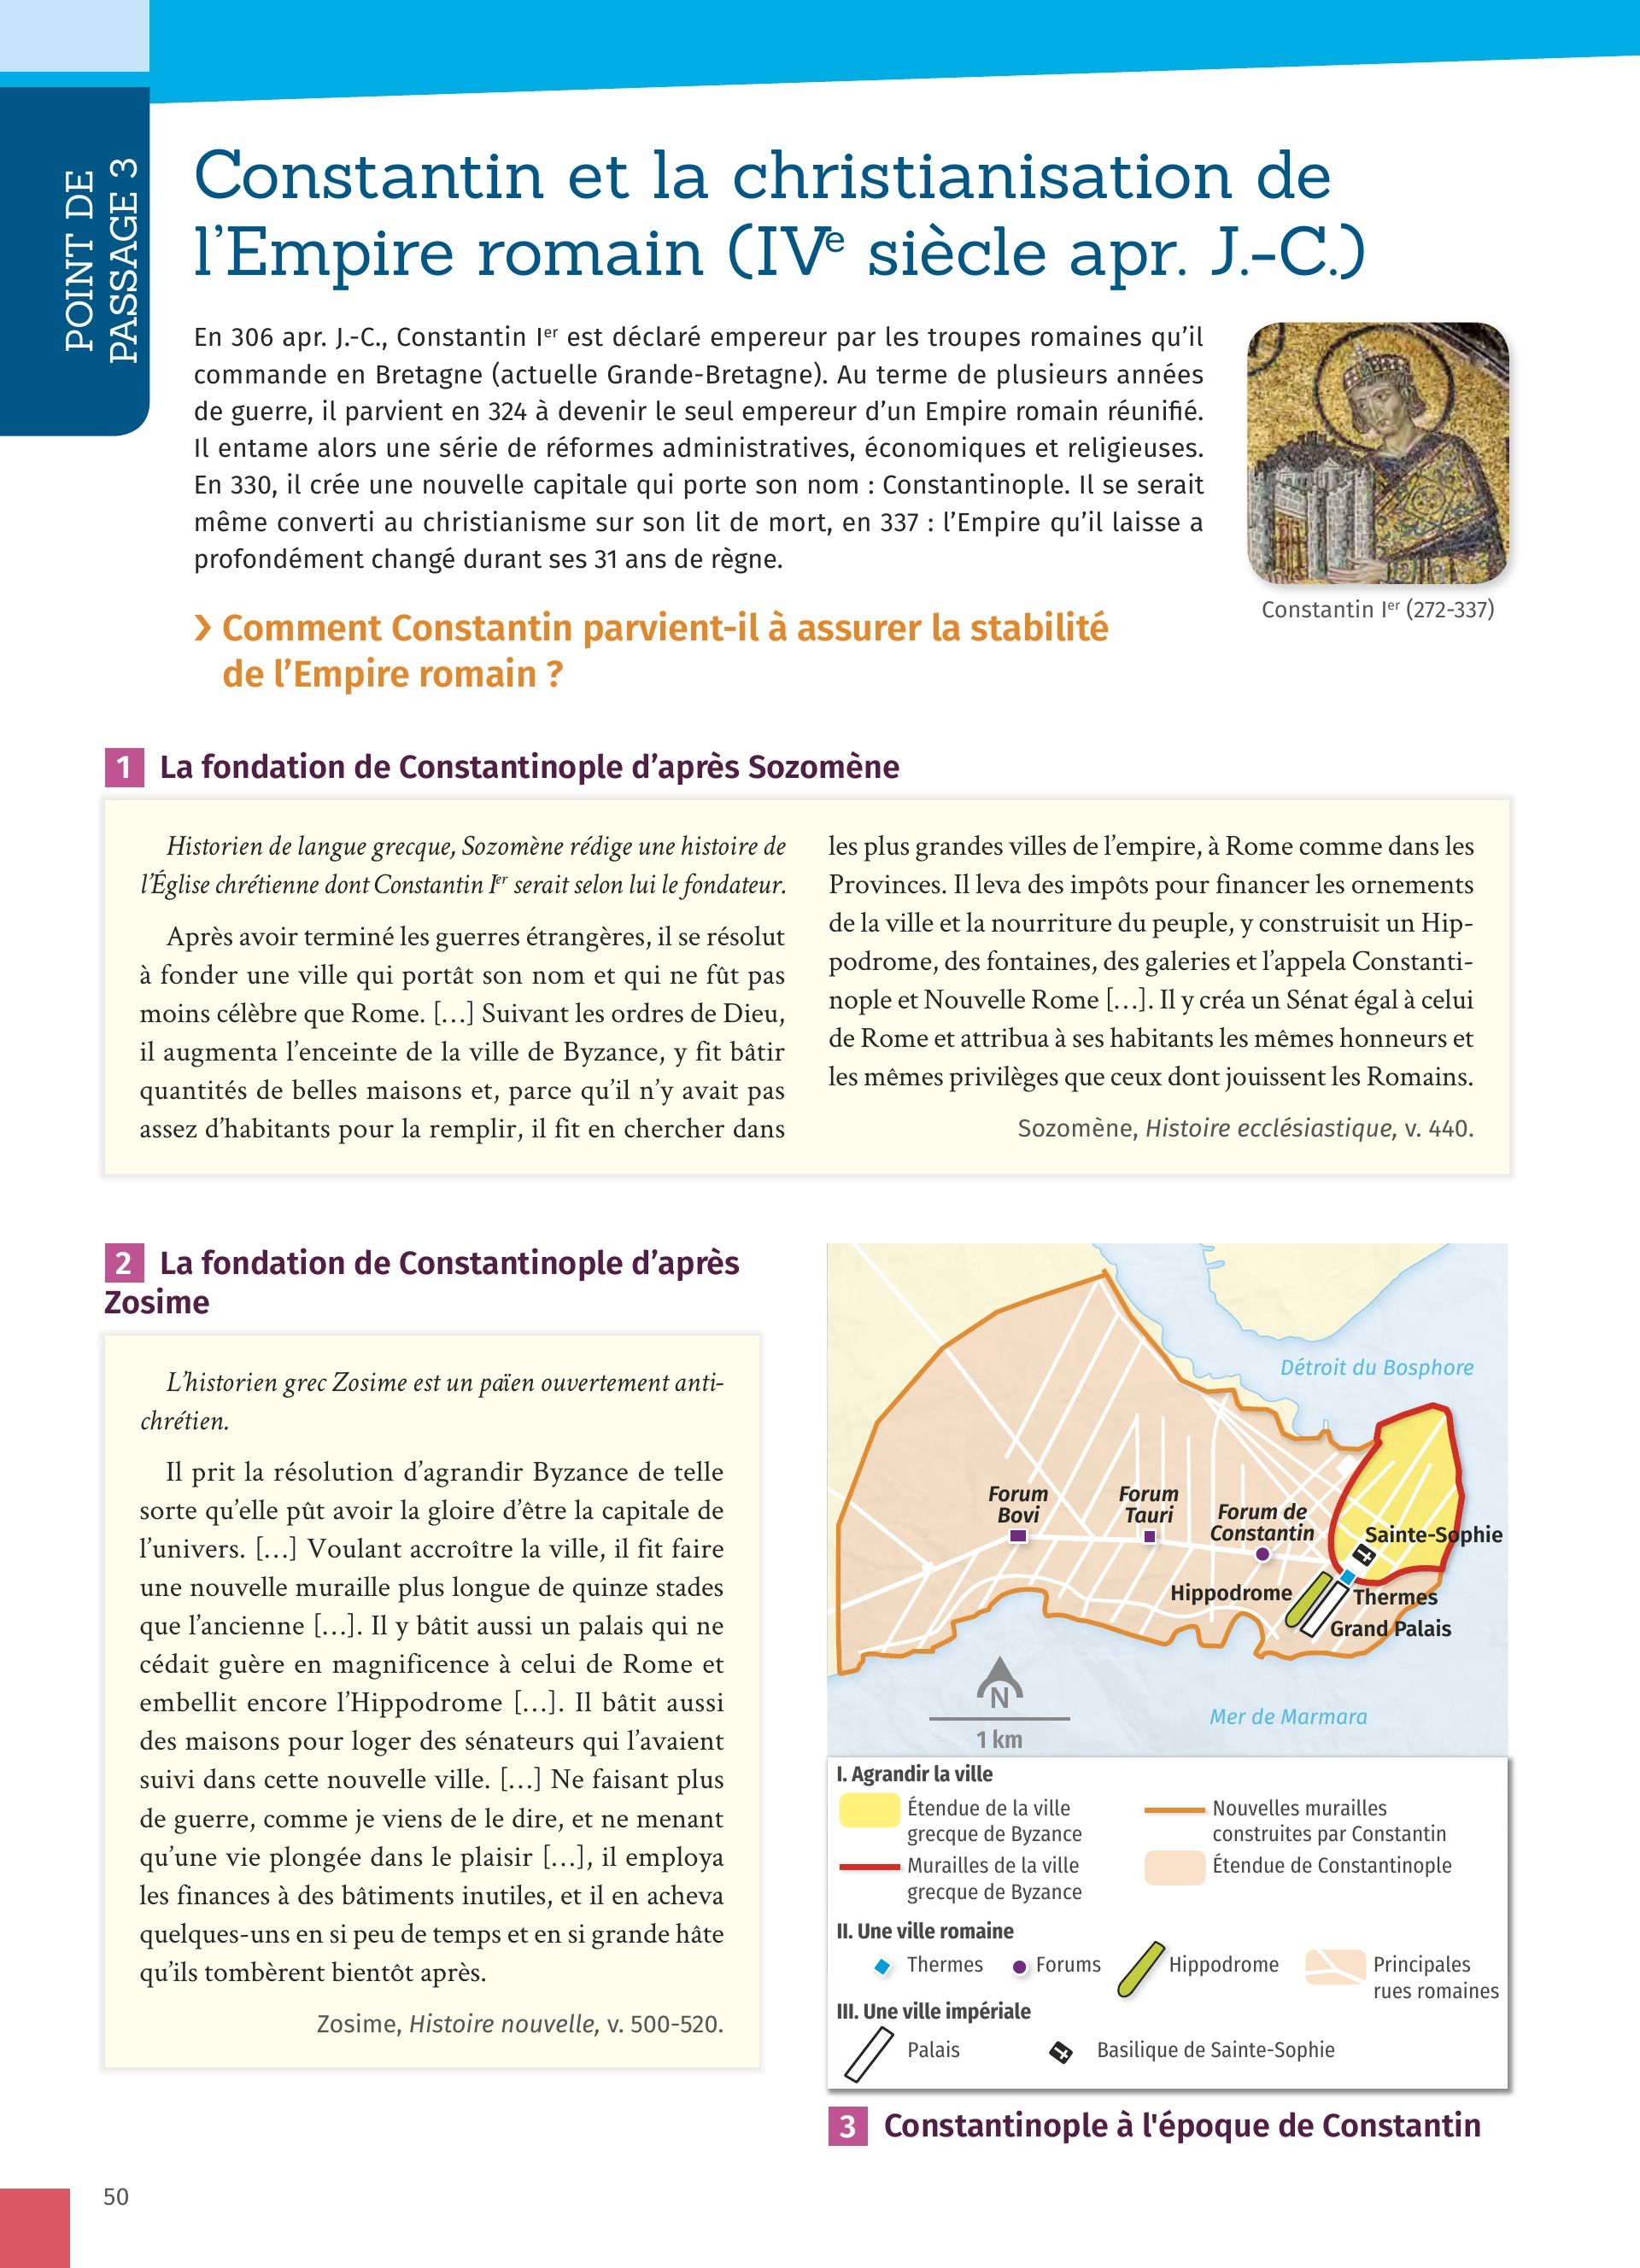 POINT DE
PASSAGE 3
Constantin et la christianisation de
l’Empire romain (IVe siècle apr. J.-C.)
En 306 apr. J.-C., Constantin Ier est déclaré empereur par les troupes romaines qu’il
commande en Bretagne (actuelle Grande-Bretagne). Au terme de plusieurs années
de guerre, il parvient en 324 à devenir le seul empereur d’un Empire romain réunifié.
Il entame alors une série de réformes administratives, économiques et religieuses.
En 330, il crée une nouvelle capitale qui porte son nom : Constantinople. Il se serait
même converti au christianisme sur son lit de mort, en 337 : l’Empire qu’il laisse a
profondément changé durant ses 31 ans de règne.
Constantin Ier (272-337)
› Comment Constantin parvient-il à assurer la stabilité
de l’Empire romain ?
1 La fondation de Constantinople d’après Sozomène
Historien de langue grecque, Sozomène rédige une histoire de
l’Église chrétienne dont Constantin Ier serait selon lui le fondateur.
Après avoir terminé les guerres étrangères, il se résolut
à fonder une ville qui portât son nom et qui ne fût pas
moins célèbre que Rome. […] Suivant les ordres de Dieu,
il augmenta l’enceinte de la ville de Byzance, y fit bâtir
quantités de belles maisons et, parce qu’il n’y avait pas
assez d’habitants pour la remplir, il fit en chercher dans
les plus grandes villes de l’empire, à Rome comme dans les
Provinces. Il leva des impôts pour financer les ornements
de la ville et la nourriture du peuple, y construisit un Hip-
podrome, des fontaines, des galeries et l’appela Constanti-
nople et Nouvelle Rome […]. Il y créa un Sénat égal à celui
de Rome et attribua à ses habitants les mêmes honneurs et
les mêmes privilèges que ceux dont jouissent les Romains.
Sozomène, Histoire ecclésiastique, v. 440.
2 La fondation de Constantinople d’après
Zosime
L’historien grec Zosime est un païen ouvertement anti-
chrétien.
Il prit la résolution d’agrandir Byzance de telle
sorte qu’elle pût avoir la gloire d’être la capitale de
l’univers. […] Voulant accroître la ville, il fit faire
une nouvelle muraille plus longue de quinze stades
que l’ancienne […]. Il y bâtit aussi un palais qui ne
cédait guère en magnificence à celui de Rome et
embellit encore l’Hippodrome […]. Il bâtit aussi
des maisons pour loger des sénateurs qui l’avaient
suivi dans cette nouvelle ville. […] Ne faisant plus
de guerre, comme je viens de le dire, et ne menant
qu’une vie plongée dans le plaisir […], il employa
les finances à des bâtiments inutiles, et il en acheva
quelques-uns en si peu de temps et en si grande hâte
qu’ils tombèrent bientôt après.
Zosime, Histoire nouvelle, v. 500-520.
Détroit du Bosphore
Forum
Bovi
Forum
Tauri
Forum de
Constantin
Sainte-Sophie
Hippodrome
Thermes
Grand Palais
N
1 km
Mer de Marmara
I. Agrandir la ville
Étendue de la ville
grecque de Byzance
Nouvelles murailles
construites par Constantin
Murailles de la ville
grecque de Byzance
Étendue de Constantinople
II. Une ville romaine
Thermes
Forums
Hippodrome
Principales
rues romaines
III. Une ville impériale
Palais
Basilique de Sainte-Sophie
3 Constantinople à l'époque de Constantin
50